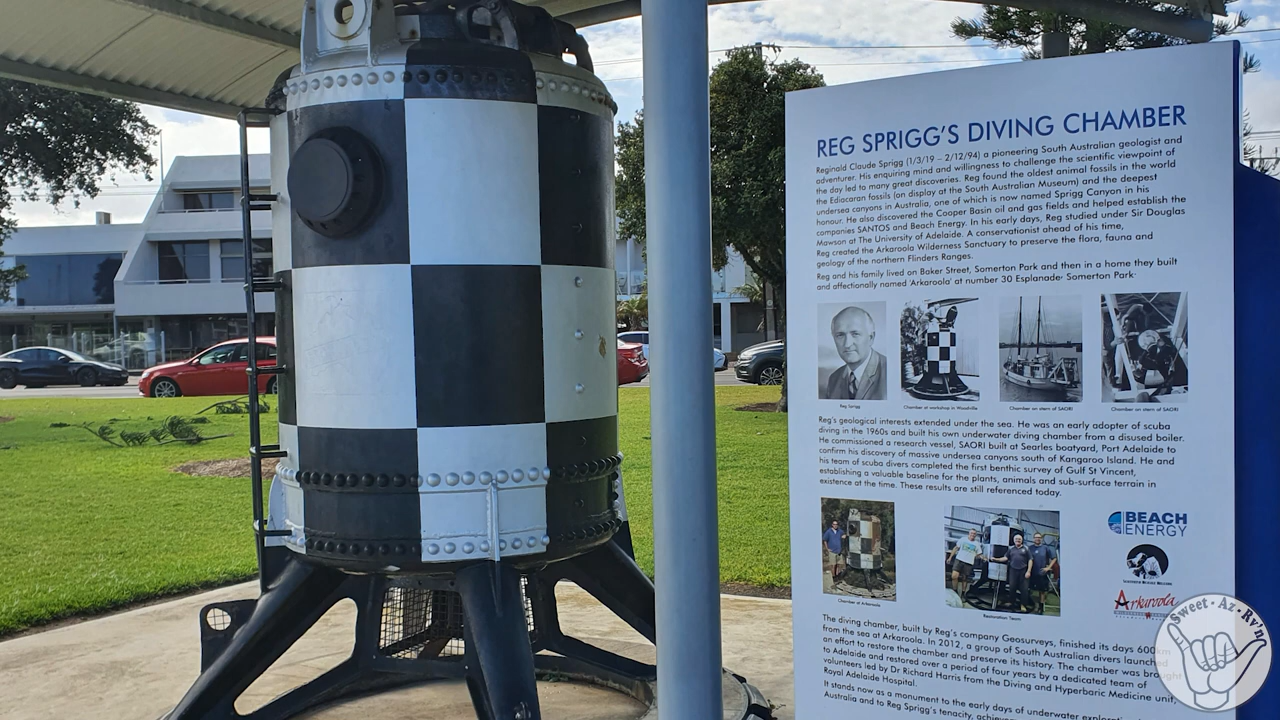 REG SPRIGG'S DIVING CHAMBER
Reginald Claude Sprigg (1/3/19 – 2/12/94) a pioneering South Australian geologist and
adventurer. His enquiring mind and willingness to challenge the scientific viewpoint of
the day led to many great discoveries. Reg found the oldest animal fossils in the world
the Ediacaran fossils (on display at the South Australian Museum) and the deepest
undersea canyons in Australia, one of which is now named Sprigg Canyon in his
honour. He also discovered the Cooper Basin oil and gas fields and helped establish the
companies SANTOS and Beach Energy. In his early days, Reg studied under Sir Douglas
Mawson at The University of Adelaide. A conservationist ahead of his time,
Reg created the Arkaroola Wilderness Sanctuary to preserve the flora, fauna and
geology of the northern Flinders Ranges.
Reg and his family lived on Baker Street, Somerton Park and then in a home they built
and affectionally named 'Arkaroola' at number 30 Esplanade, Somerton Park.
Reg Sprigg
Chamber at workshop in Woodville
Chamber on stern of SAORI
Chamber on stern of SAORI
Reg's geological interests extended under the sea. He was an early adopter of scuba
diving in the 1960s and built his own underwater diving chamber from a disused boiler.
He commissioned a research vessel, SAORI built at Searles boatyard, Port Adelaide to
confirm his discovery of massive undersea canyons south of Kangaroo Island. He and
his team of scuba divers completed the first benthic survey of Gulf St Vincent,
establishing a valuable baseline for the plants, animals and sub-surface terrain in
existence at the time. These results are still referenced today.
Chamber at Arkaroola
Restoration Team
BEACH
ENERGY
Arkaroola
The diving chamber, built by Reg's company Geosurveys, finished its days 600km
from the sea at Arkaroola. In 2012, a group of South Australian divers launched
an effort to restore the chamber and preserve its history. The chamber was brought
to Adelaide and restored over a period of four years by a dedicated team of
volunteers led by Dr Richard Harris from the Diving and Hyperbaric Medicine unit,
Royal Adelaide Hospital.
It stands now as a monument to the early days of underwater
Australia and to Reg Sprigg's tenacity,
Sweet·Az·Rv'n